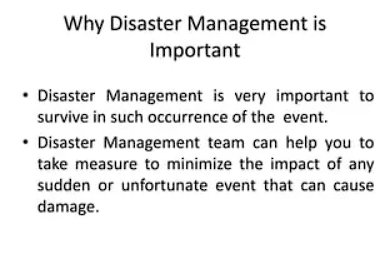 Why Disaster Management is
Important
• Disaster Management is very important to
survive in such occurrence of the event.
• Disaster Management team can help you to
take measure to minimize the impact of any
sudden or unfortunate event that can cause
damage.